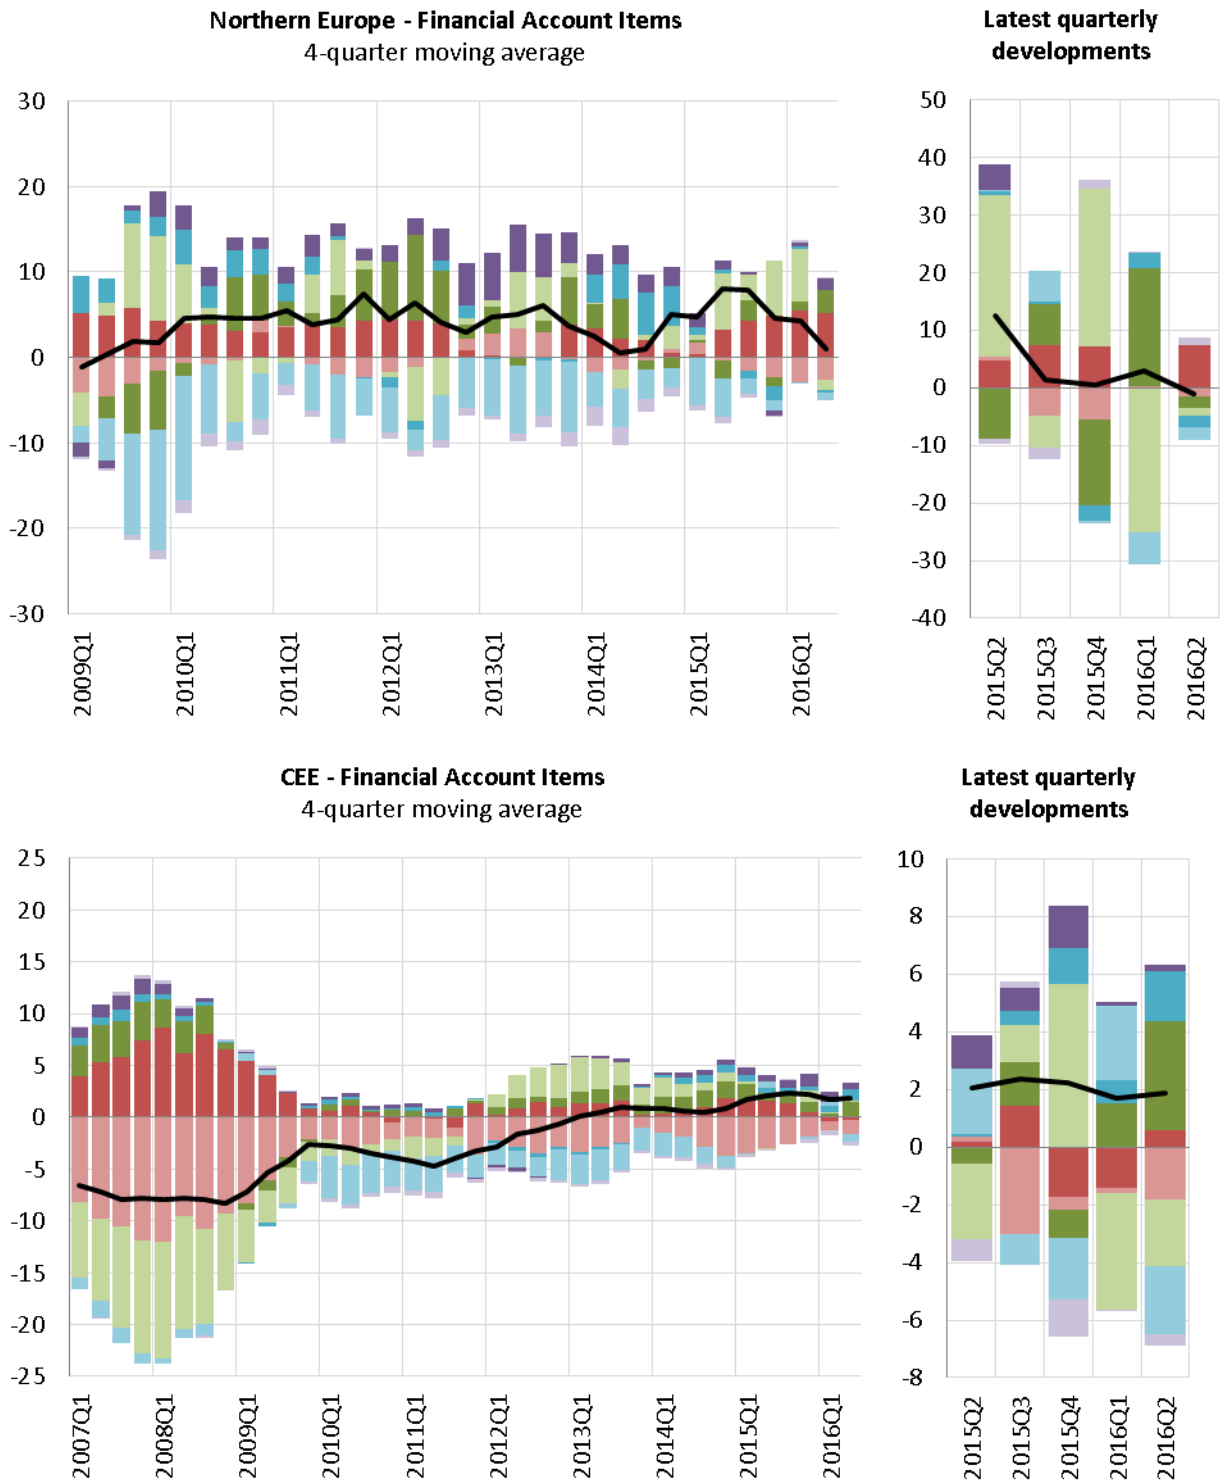 Northern Europe - Financial Account Items
4-quarter moving average
30
20
10
0
-10
-20
-30
2009Q1
2010Q1
2011Q1
2012Q1
2013Q1
2014Q1
2015Q1
2016Q1
Latest quarterly
developments
50
40
30
20
10
0
-10
-20
-30
-40
2015Q2
2015Q3
2015Q4
2016Q1
2016Q2
CEE - Financial Account Items
4-quarter moving average
25
20
15
10
5
0
-5
-10
-15
-20
-25
2007Q1
2008Q1
2009Q1
2010Q1
2011Q1
2012Q1
2013Q1
2014Q1
2015Q1
2016Q1
Latest quarterly
developments
10
8
6
4
2
0
-2
-4
-6
-8
2015Q2
2015Q3
2015Q4
2016Q1
2016Q2